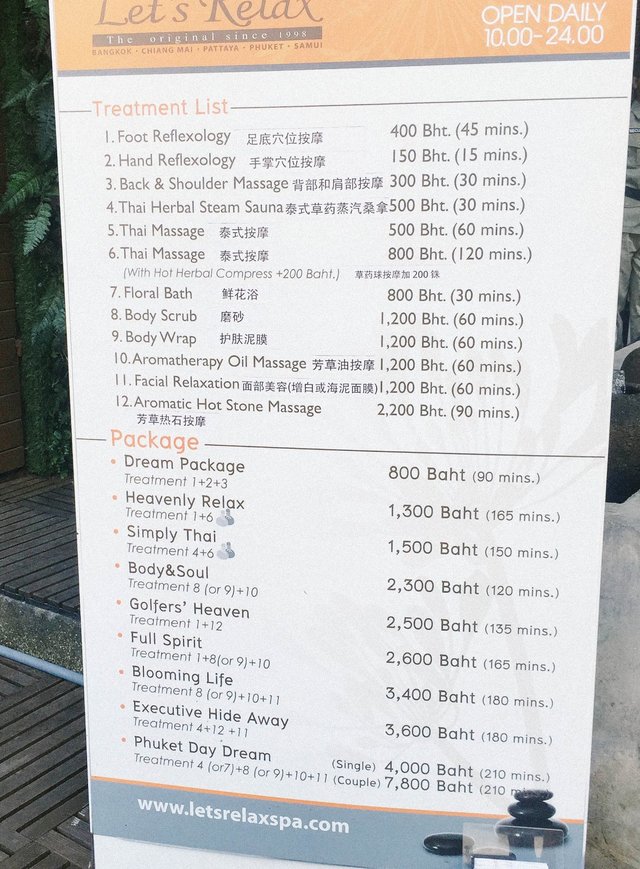 Let's Relax
The original since 1998
BANGKOK · CHIANG MAI · PATTAYA · PHUKET · SAMUI
OPEN DAILY
10.00-24.00
Treatment List
1. Foot Reflexology 足底穴位按摩 400 Bht. (45 mins.)
2. Hand Reflexology 手掌穴位按摩 150 Bht. (15 mins.)
3. Back & Shoulder Massage 背部和肩部按摩 300 Bht. (30 mins.)
4. Thai Herbal Steam Sauna 泰式草药蒸汽桑拿 500 Bht. (30 mins.)
5. Thai Massage 泰式按摩 500 Bht. (60 mins.)
6. Thai Massage 泰式按摩 800 Bht. (120 mins.)
(With Hot Herbal Compress +200 Baht.) 草药球按摩加 200 铢
7. Floral Bath 鲜花浴 800 Bht. (30 mins.)
8. Body Scrub 磨砂 1,200 Bht. (60 mins.)
9. Body Wrap 护肤泥膜 1,200 Bht. (60 mins.)
10. Aromatherapy Oil Massage 芳草油按摩 1,200 Bht. (60 mins.)
11. Facial Relaxation 面部美容(增白或海泥面膜) 1,200 Bht. (60 mins.)
12. Aromatic Hot Stone Massage 2,200 Bht. (90 mins.)
芳草热石按摩
Package
• Dream Package 800 Baht (90 mins.)
Treatment 1+2+3
• Heavenly Relax 1,300 Baht (165 mins.)
Treatment 1+6
• Simply Thai 1,500 Baht (150 mins.)
Treatment 4+6
• Body&Soul 2,300 Baht (120 mins.)
Treatment 8 (or 9)+10
• Golfers' Heaven 2,500 Baht (135 mins.)
Treatment 1+12
• Full Spirit 2,600 Baht (165 mins.)
Treatment 1+8(or 9)+10
• Blooming Life 3,400 Baht (180 mins.)
Treatment 8 (or 9)+10+11
• Executive Hide Away 3,600 Baht (180 mins.)
Treatment 4+12 +11
• Phuket Day Dream (Single) 4,000 Baht (210 mins.)
Treatment 4 (or7)+8 (or 9)+10+11 (Couple) 7,800 Baht (210
www.letsrelaxspa.com